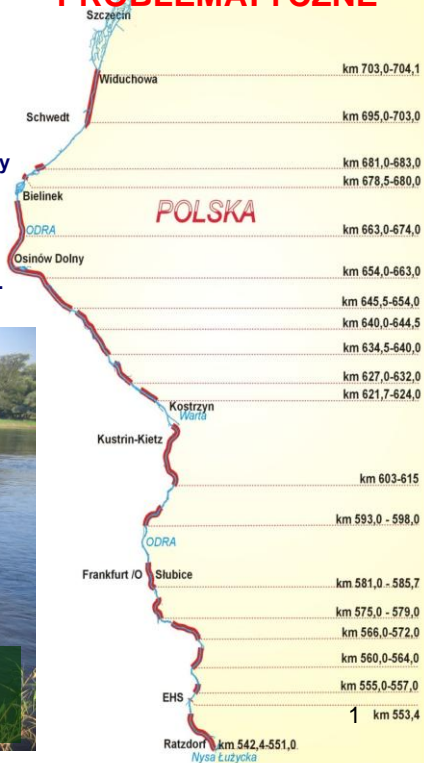 PROBLEMATYCZNE
Szczecin
km 703,0-704,1
Widuchowa
Schwedt
km 695,0-703,0
km 681,0-683,0
km 678,5-680,0
Bielinek
POLSKA
ODRA
km 663,0-674,0
Osinów Dolny
km 654,0-663,0
km 645,5-654,0
km 640,0-644,5
km 634,5-640,0
km 627,0-632,0
km 621,7-624,0
Kostrzyn
Warta
Kustrin-Kietz
km 603-615
km 593,0 - 598,0
ODRA
Frankfurt /O
Słubice
km 581,0 - 585,7
km 575,0 - 579,0
km 566,0-572,0
km 560,0-564,0
km 555,0-557,0
EHS
1
km 553,4
Ratzdorf
km 542,4-551,0
Nysa Łużycka